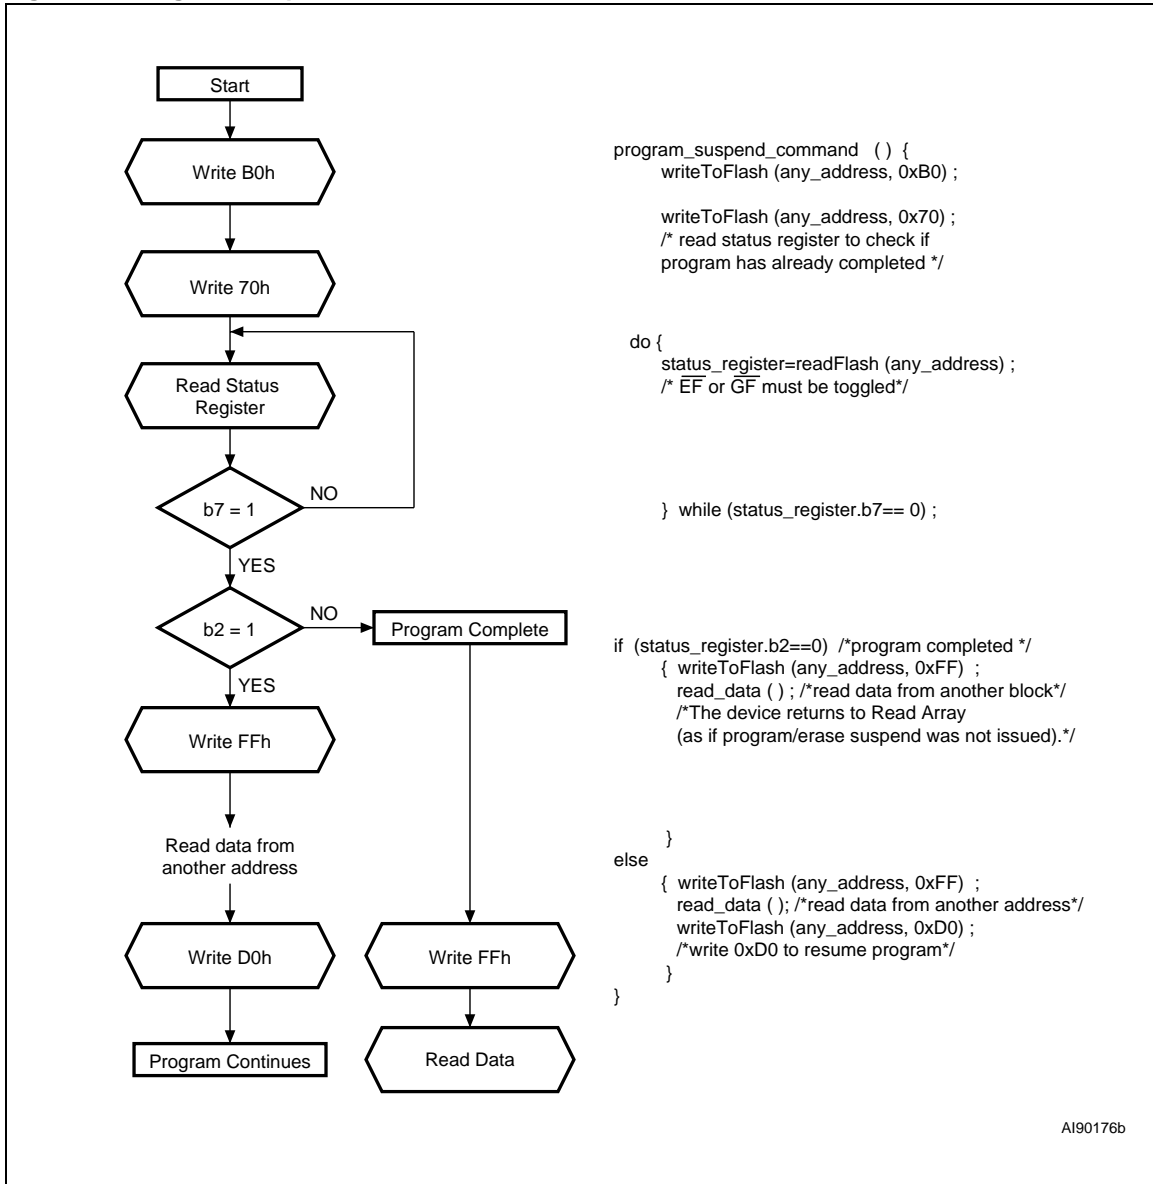 Start
Write B0h
Write 70h
Read Status
Register
b7 = 1
NO
YES
b2 = 1
NO
Program Complete
YES
Write FFh
Read data from
another address
Write D0h
Program Continues
Write FFh
Read Data
program_suspend_command ( ) {
writeToFlash (any_address, 0xB0) ;
writeToFlash (any_address, 0x70) ;
/* read status register to check if
program has already completed */
do {
status_register=readFlash (any_address) ;
/* E̅F̅ or G̅F̅ must be toggled*/
} while (status_register.b7== 0) ;
if (status_register.b2==0) /*program completed */
{ writeToFlash (any_address, 0xFF) ;
read_data ( ) ; /*read data from another block*/
/*The device returns to Read Array
(as if program/erase suspend was not issued).*/
}
else
{ writeToFlash (any_address, 0xFF) ;
read_data ( ); /*read data from another address*/
writeToFlash (any_address, 0xD0) ;
/*write 0xD0 to resume program*/
}
}
AI90176b